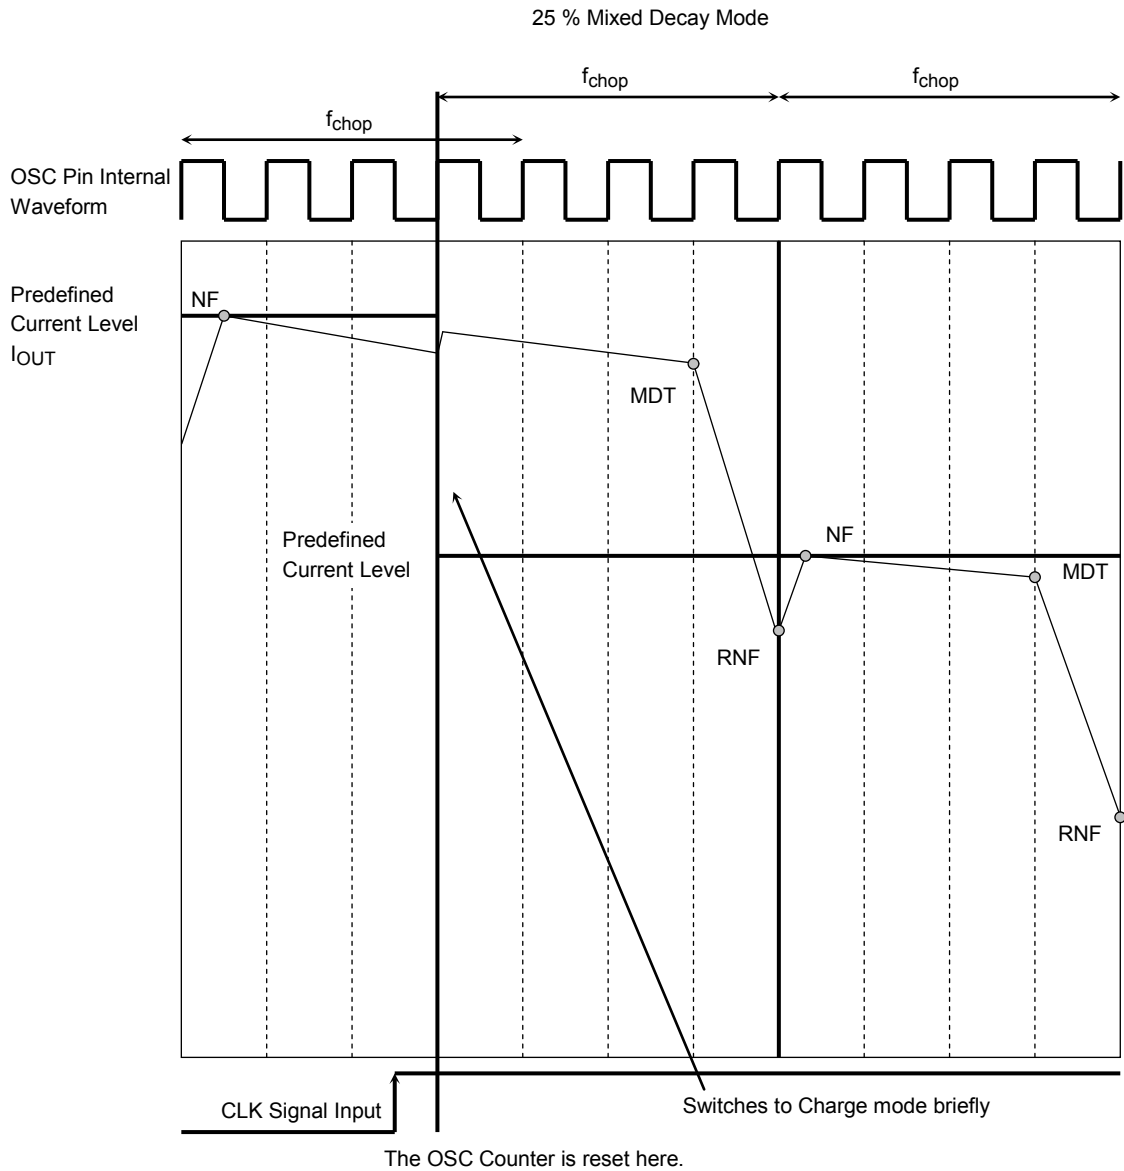 25 % Mixed Decay Mode
fchop
fchop
fchop
OSC Pin Internal
Waveform
Predefined
Current Level
IOUT
NF
MDT
Predefined
Current Level
NF
MDT
RNF
RNF
CLK Signal Input
Switches to Charge mode briefly
The OSC Counter is reset here.